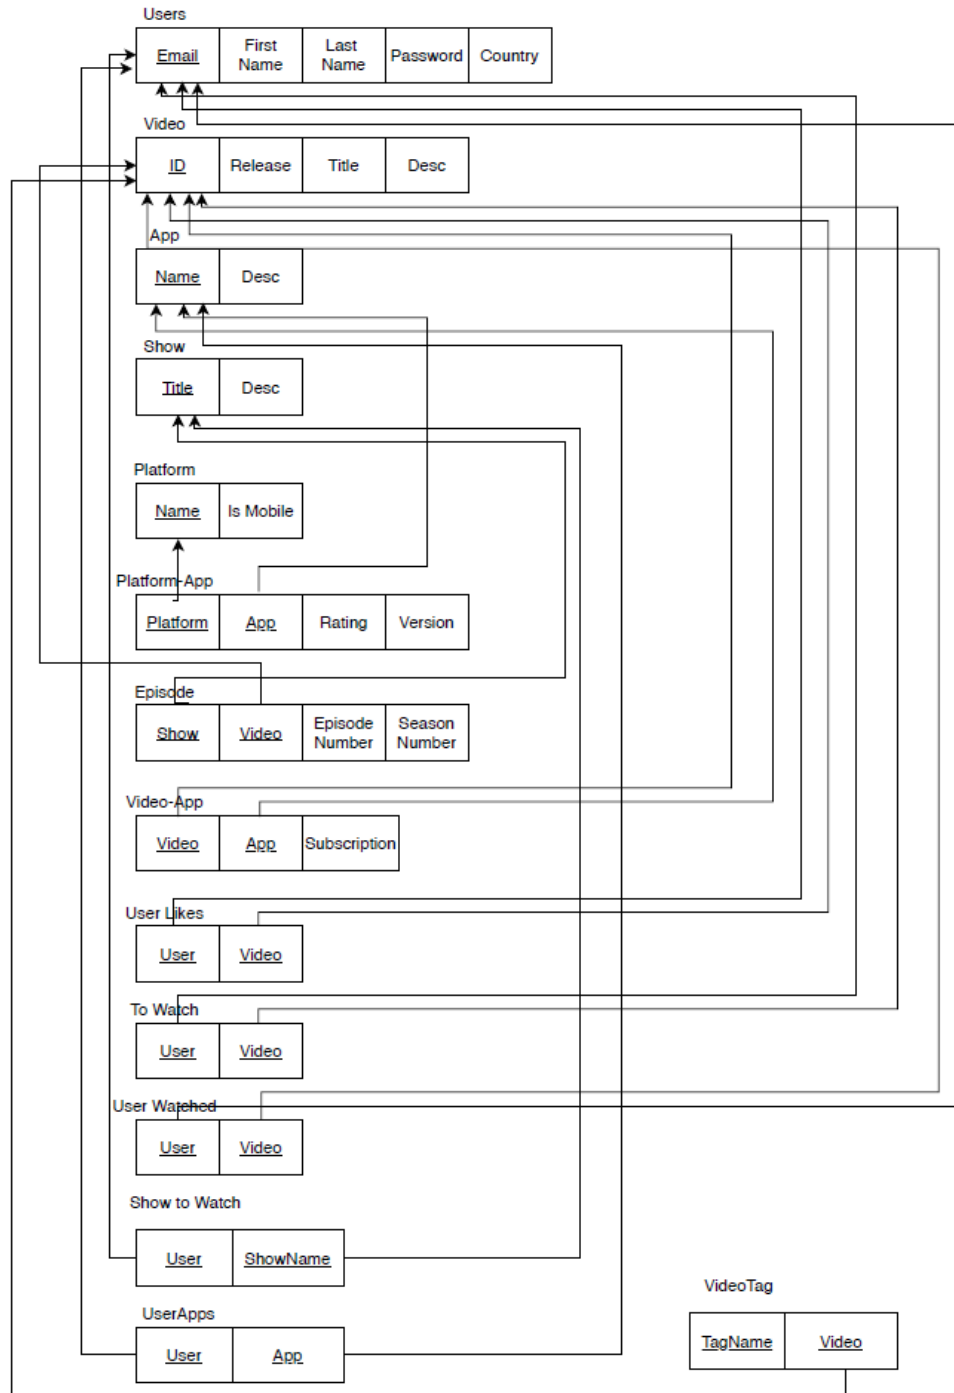 Users
Email First Name Last Name Password Country
Video
ID Release Title Desc
App
Name Desc
Show
Title Desc
Platform
Name Is Mobile
Platform-App
Platform App Rating Version
Episode
Show Video Episode Number Season Number
Video-App
Video App Subscription
User Likes
User Video
To Watch
User Video
User Watched
User Video
Show to Watch
User ShowName
UserApps
User App
VideoTag
TagName Video